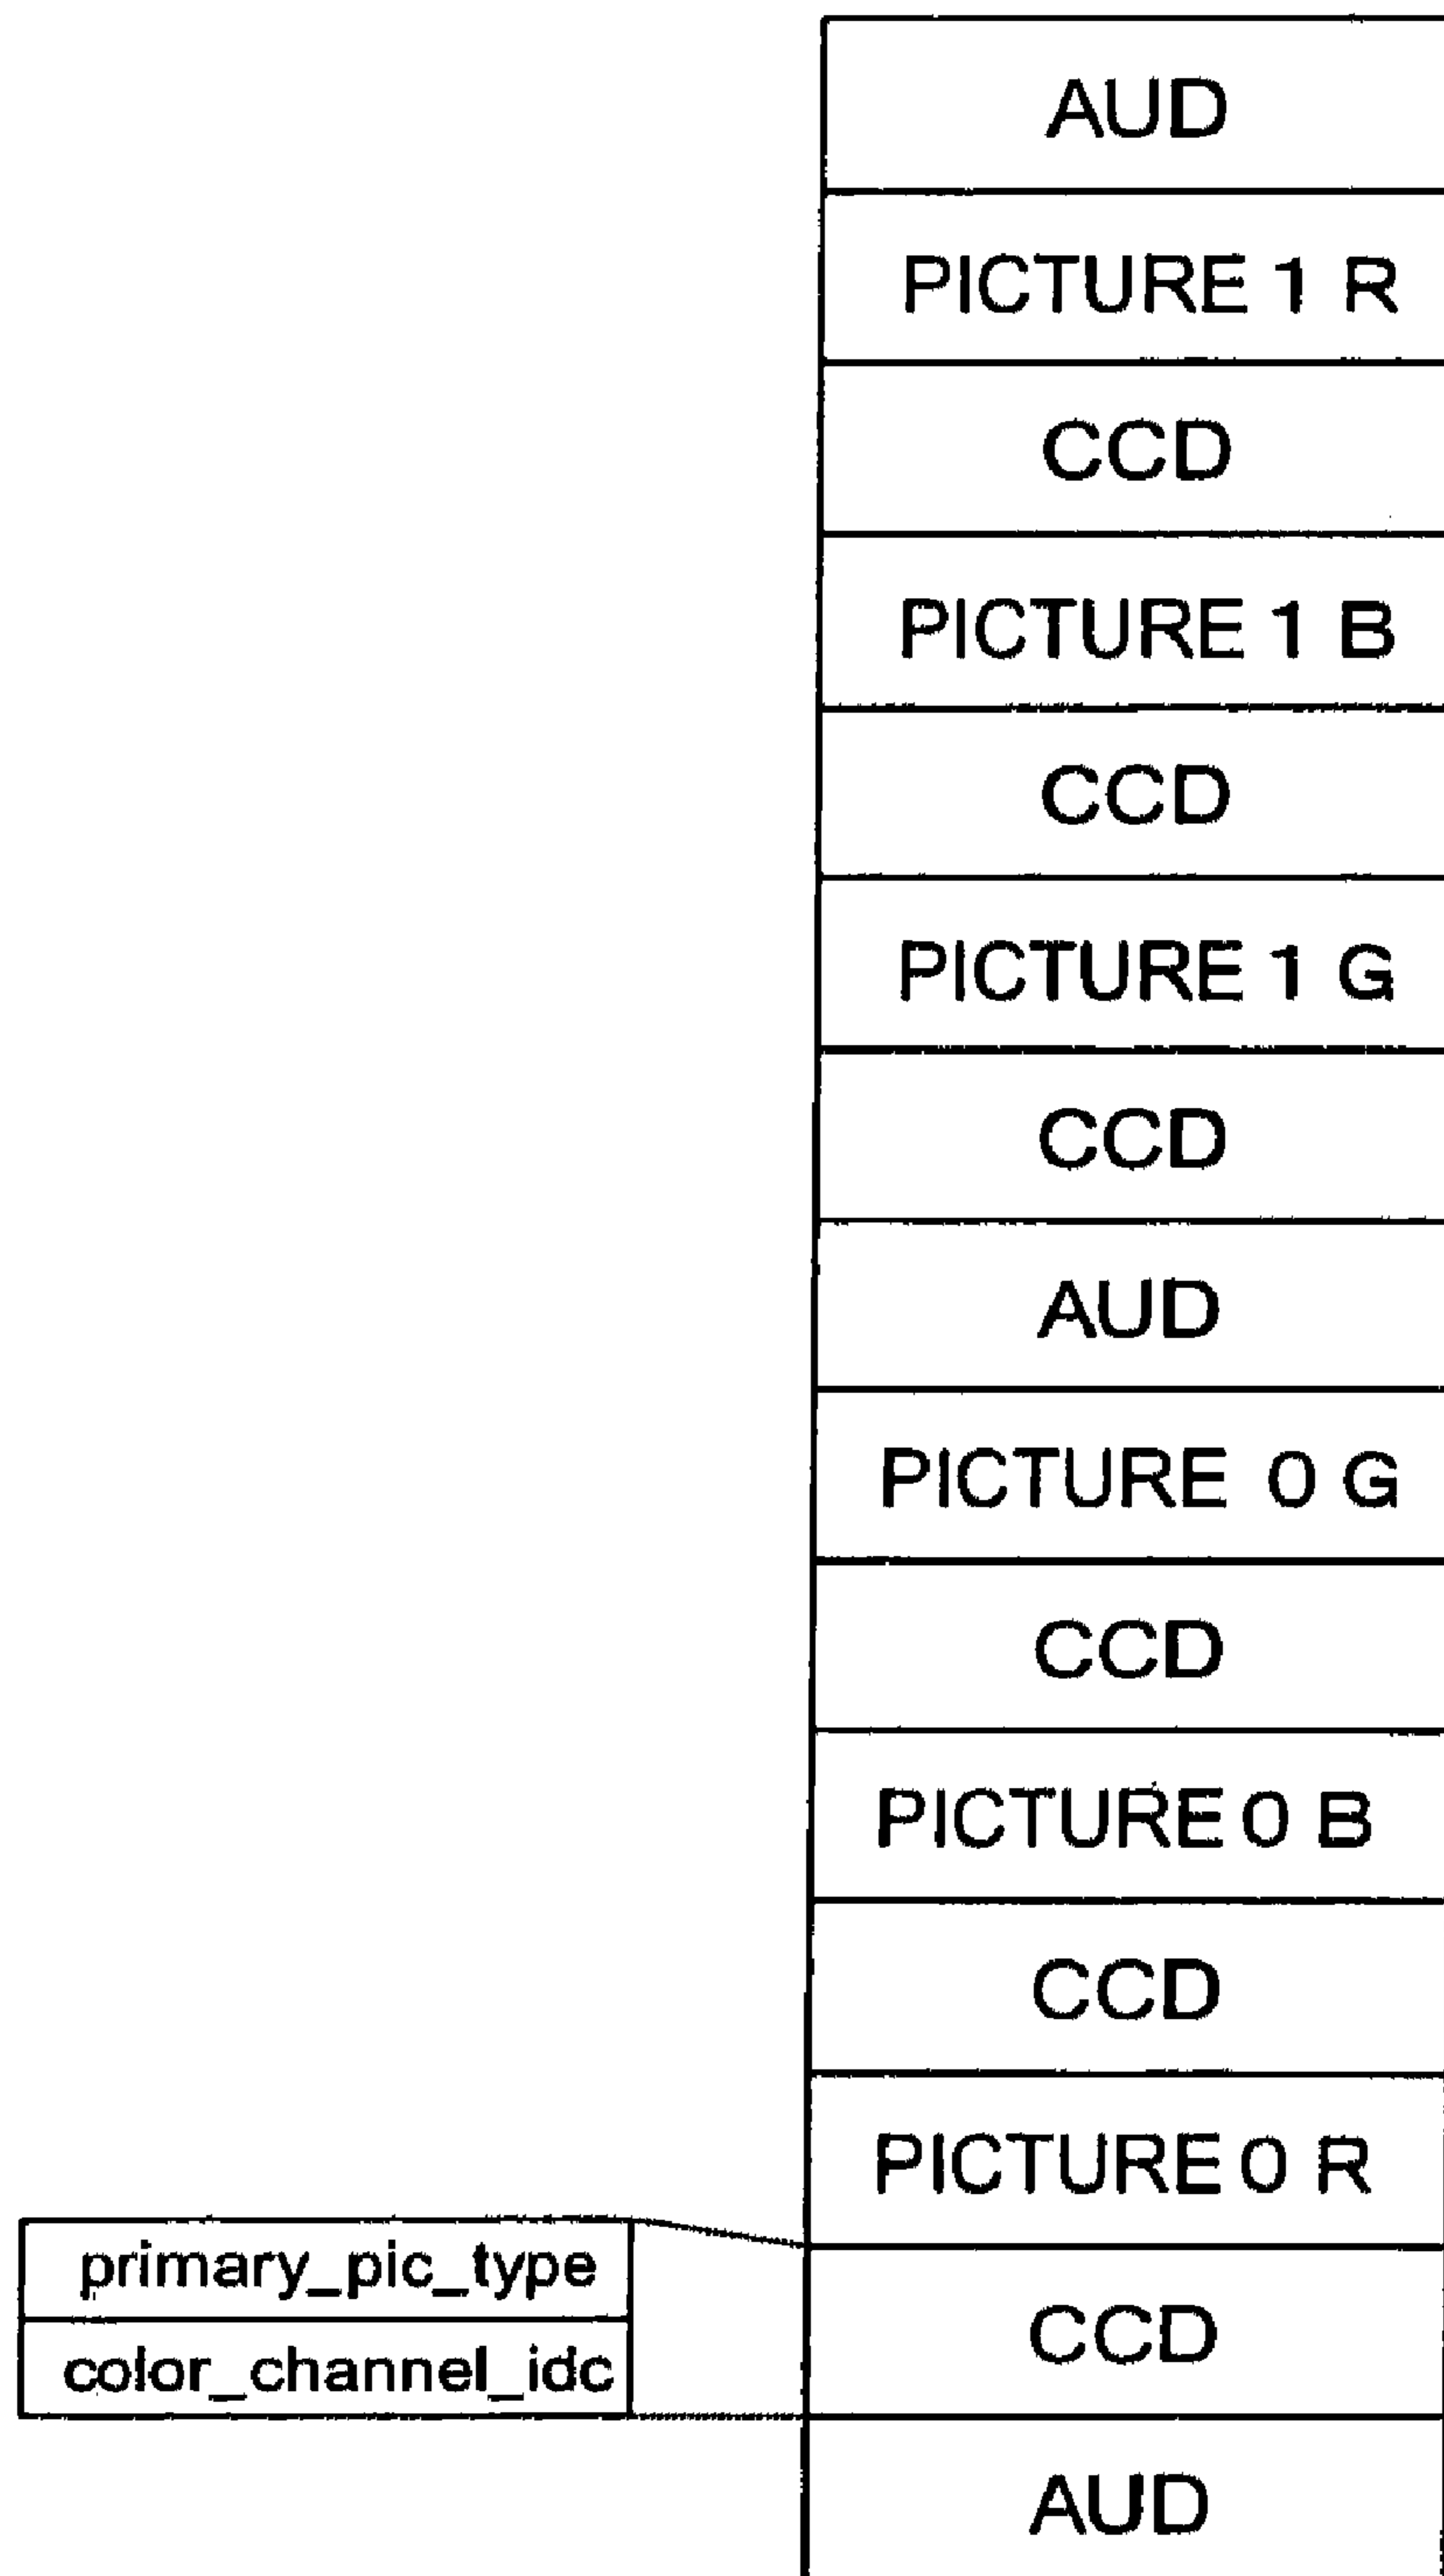 AUD
PICTURE 1 R
CCD
PICTURE 1 B
CCD
PICTURE 1 G
CCD
AUD
PICTURE 0 G
CCD
PICTURE 0 B
CCD
PICTURE 0 R
primary_pic_type
CCD
color_channel_idc
AUD